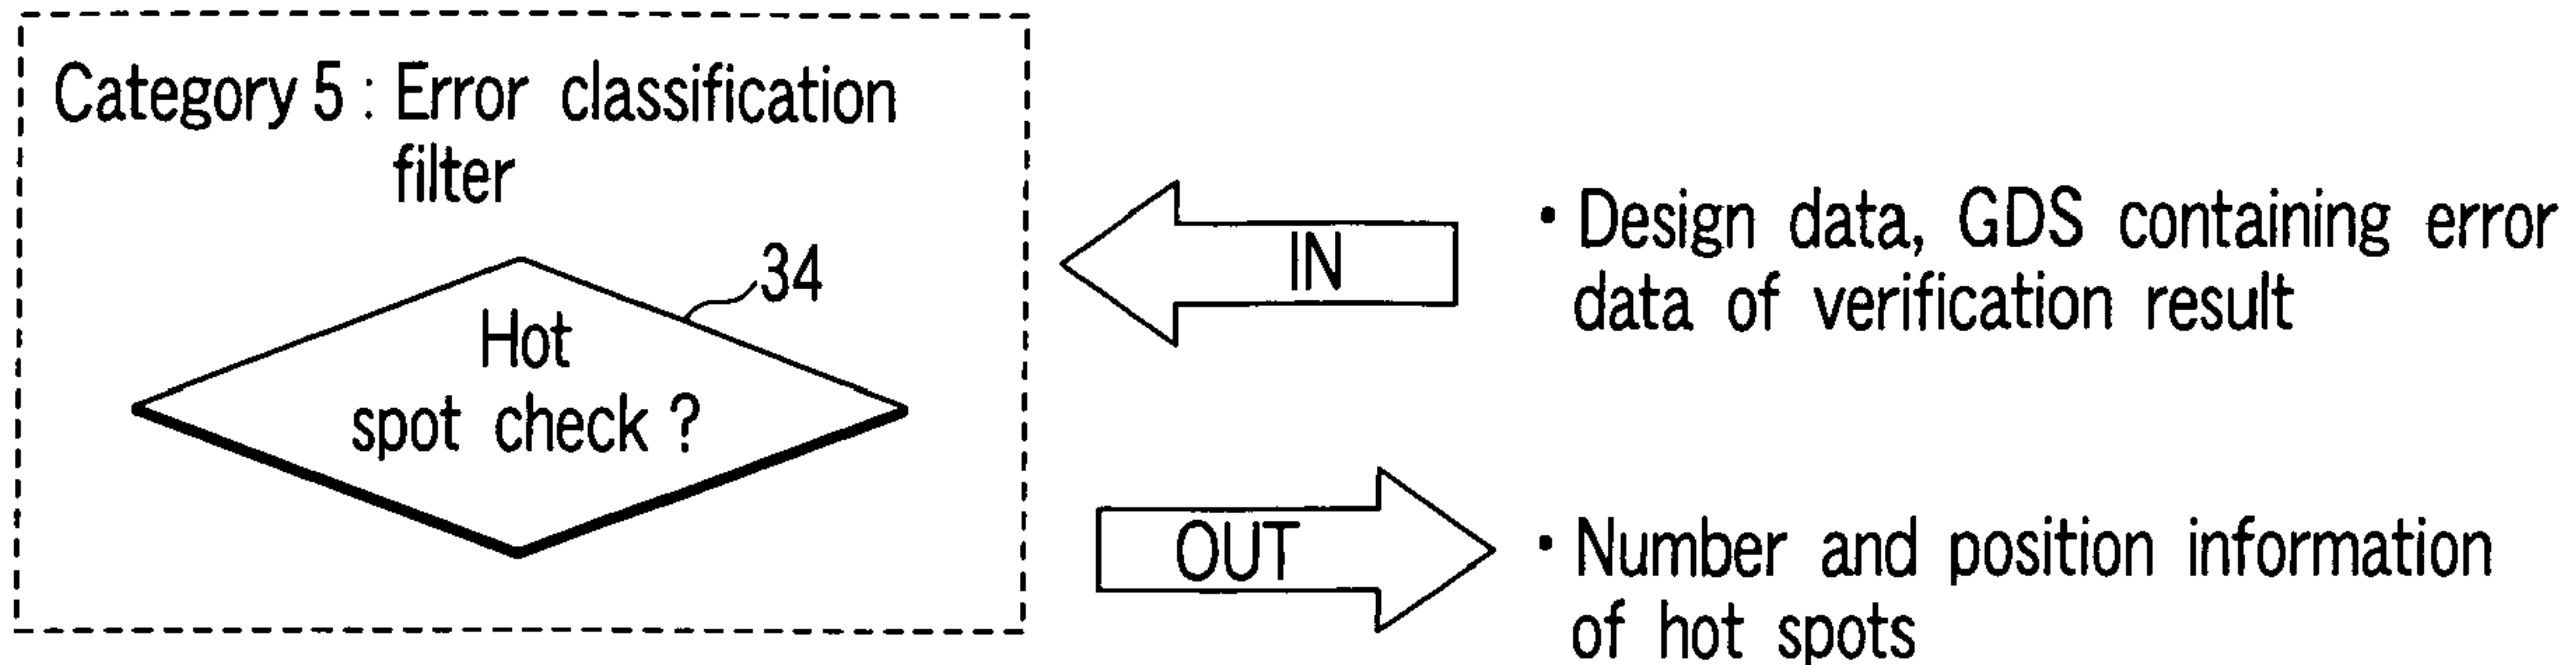 Category 5 : Error classification
filter
34
Hot
spot check ?
IN
• Design data, GDS containing error
data of verification result
OUT
• Number and position information
of hot spots